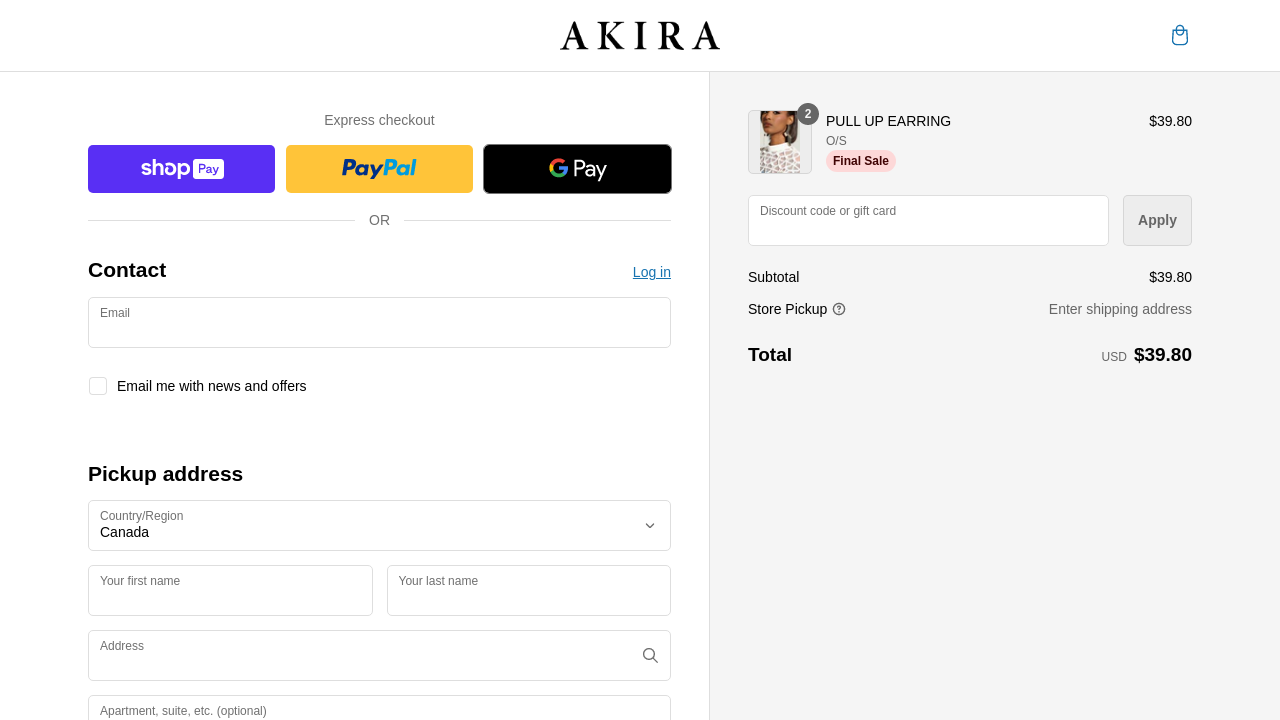 AKIRA
Express checkout
shop Pay
PayPal
G Pay
OR
Contact
Log in
Email
Email me with news and offers
Pickup address
Country/Region
Canada
Your first name
Your last name
Address
Apartment, suite, etc. (optional)
2
PULL UP EARRING
$39.80
O/S
Final Sale
Discount code or gift card
Apply
Subtotal
$39.80
Store Pickup
Enter shipping address
Total
USD $39.80